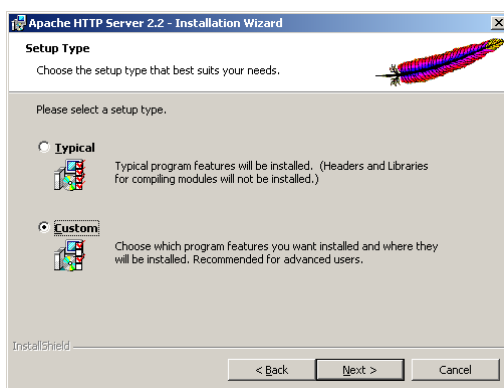 Apache HTTP Server 2.2 - Installation Wizard
Setup Type
Choose the setup type that best suits your needs.
Please select a setup type.
Typical
Typical program features will be installed. (Headers and Libraries
for compiling modules will not be installed.)
Custom
Choose which program features you want installed and where they
will be installed. Recommended for advanced users.
InstallShield
< Back
Next >
Cancel